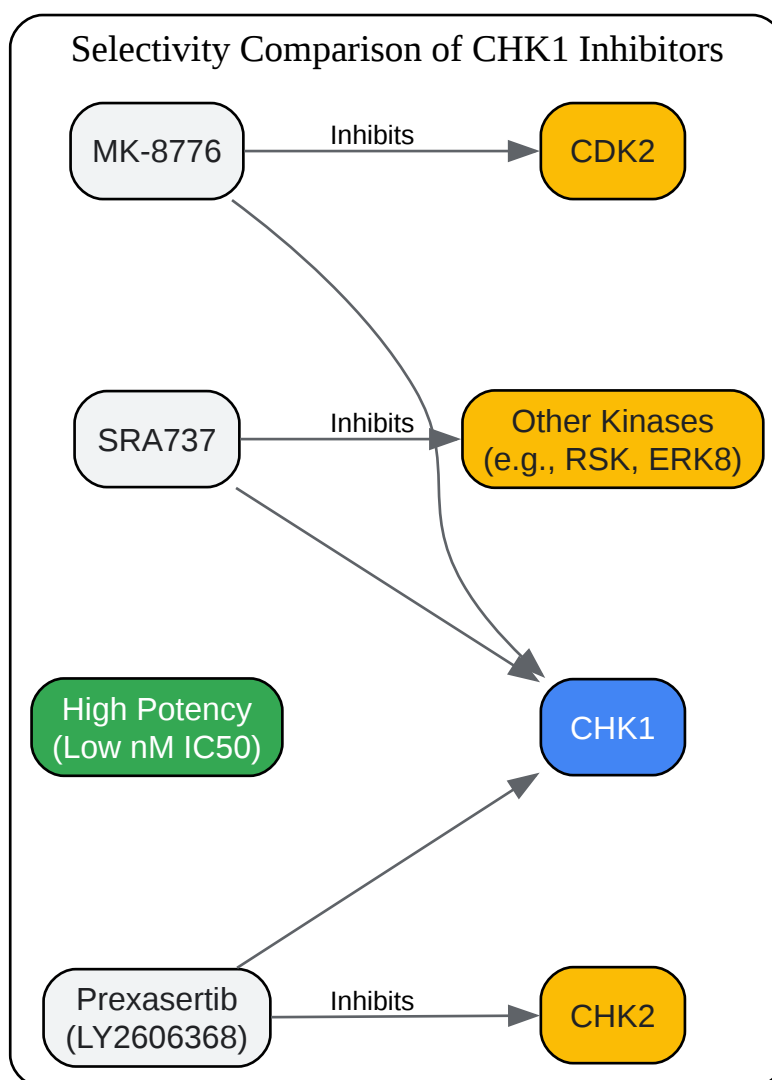 Selectivity Comparison of CHK1 Inhibitors
MK-8776
Inhibits
CDK2
SRA737
Inhibits
Other Kinases
(e.g., RSK, ERK8)
High Potency
(Low nM IC50)
CHK1
Prexasertib
(LY2606368)
Inhibits
CHK2